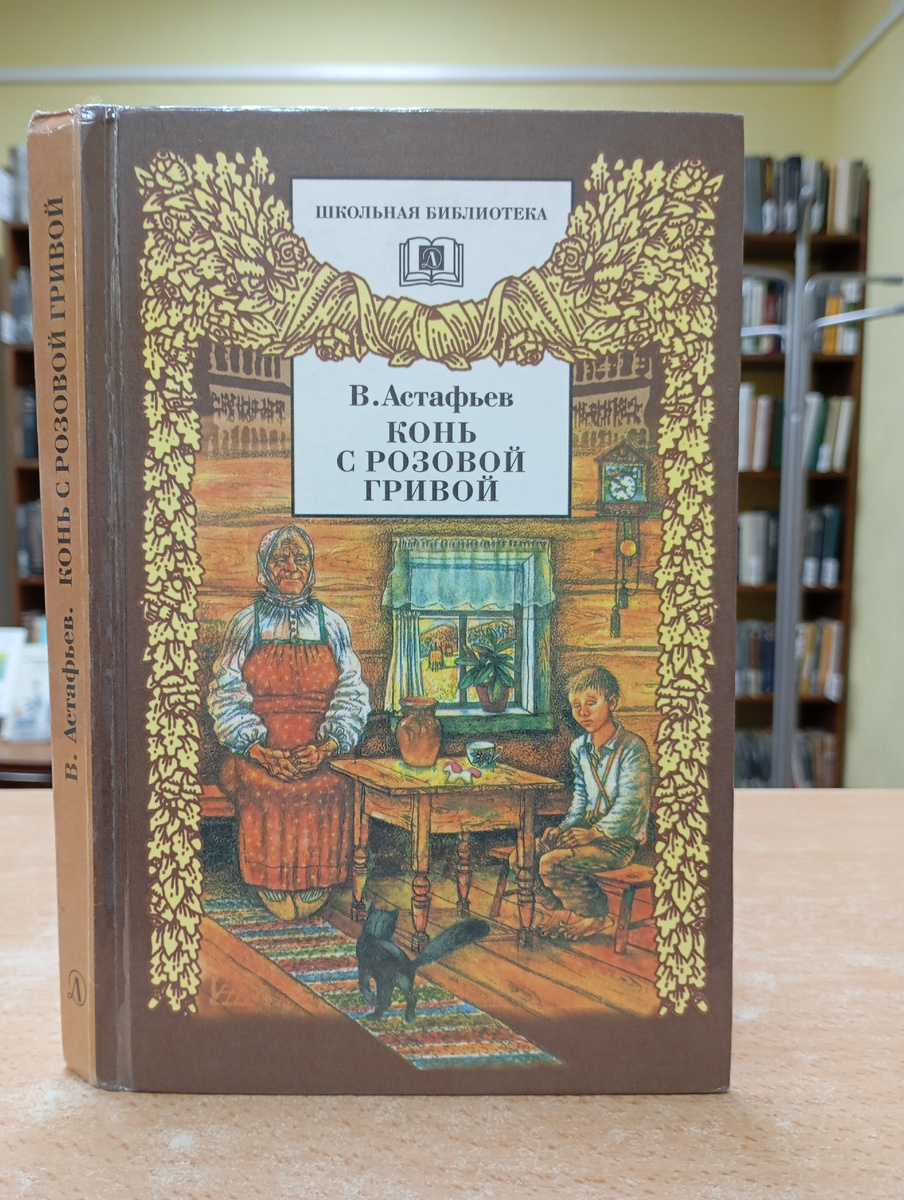 ШКОЛЬНАЯ БИБЛИОТЕКА
Д
В. Астафьев
КОНЬ
С РОЗОВОЙ
ГРИВОЙ
В. Астафьев. КОНЬ С РОЗОВОЙ ГРИВОЙ
Д